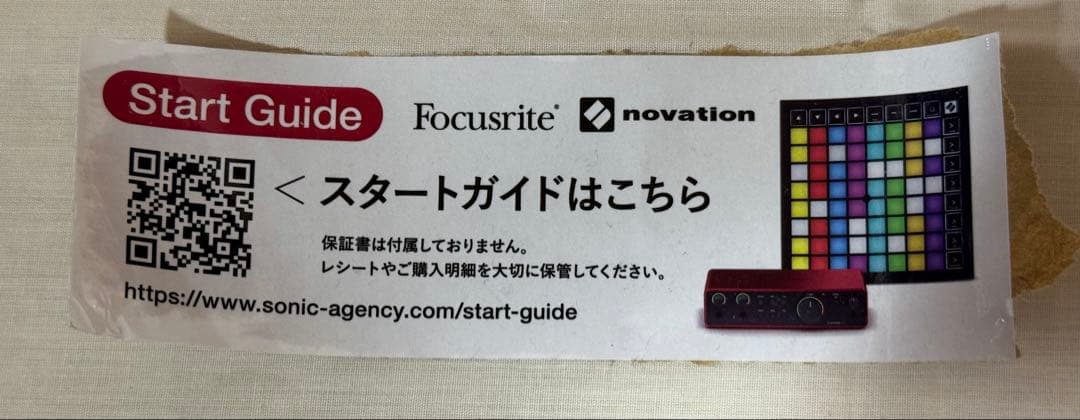 Start Guide
Focusrite®
novation
< スタートガイドはこちら
保証書は付属しておりません。
レシートやご購入明細を大切に保管してください。
https://www.sonic-agency.com/start-guide